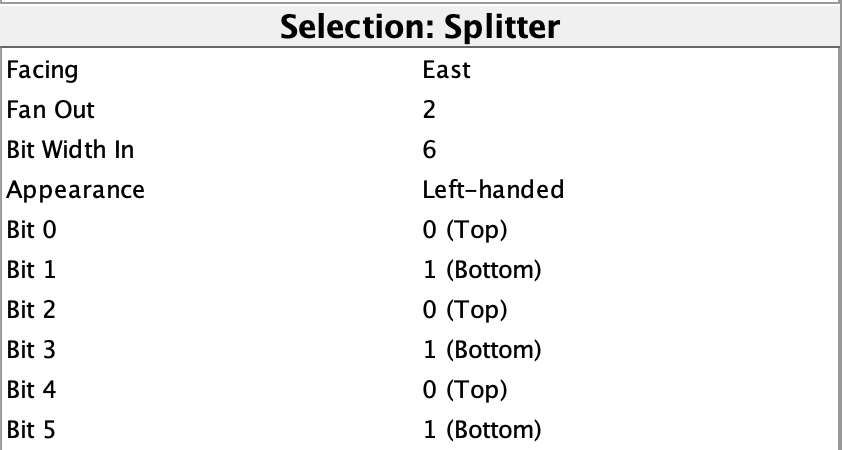 Selection: Splitter
Facing East
Fan Out 2
Bit Width In 6
Appearance Left-handed
Bit 0 0 (Top)
Bit 1 1 (Bottom)
Bit 2 0 (Top)
Bit 3 1 (Bottom)
Bit 4 0 (Top)
Bit 5 1 (Bottom)